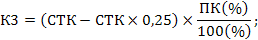 КЗ = (СТК − СТК × 0,25) × ПК(%) / 100(%) ;